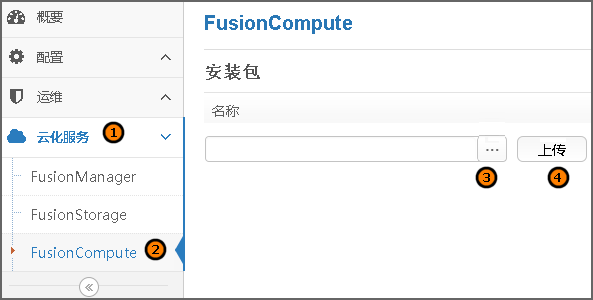 概要
配置
运维
云化服务 1
FusionManager
FusionStorage
FusionCompute 2
FusionCompute
安装包
名称
... 上传
3 4